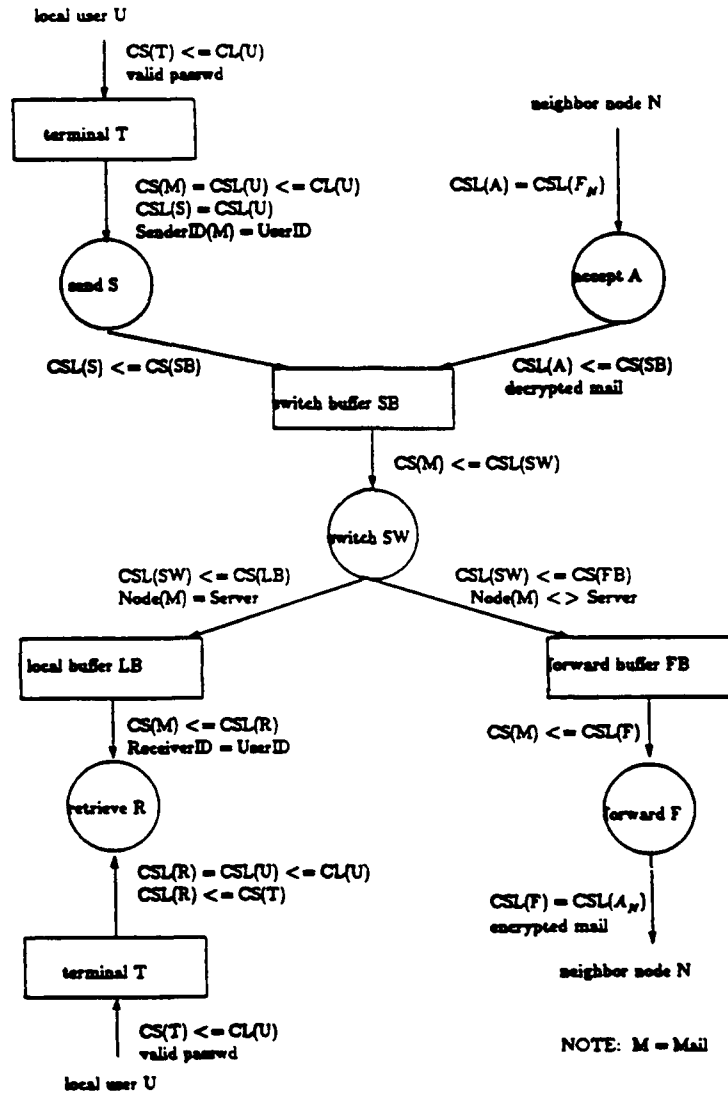 local user U
CS(T) <= CL(U)
valid passwd
terminal T
neighbor node N
CS(M) = CSL(U) <= CL(U)
CSL(S) = CSL(U)
SenderID(M) = UserID
CSL(A) = CSL(F_N)
send S
accept A
CSL(S) <= CS(SB)
CSL(A) <= CS(SB)
decrypted mail
switch buffer SB
CS(M) <= CSL(SW)
switch SW
CSL(SW) <= CS(LB)
Node(M) = Server
CSL(SW) <= CS(FB)
Node(M) <> Server
local buffer LB
forward buffer FB
CS(M) <= CSL(R)
ReceiverID = UserID
CS(M) <= CSL(F)
retrieve R
forward F
CSL(R) = CSL(U) <= CL(U)
CSL(R) <= CS(T)
CSL(F) = CSL(A_N)
encrypted mail
terminal T
neighbor node N
CS(T) <= CL(U)
valid passwd
NOTE: M = Mail
local user U